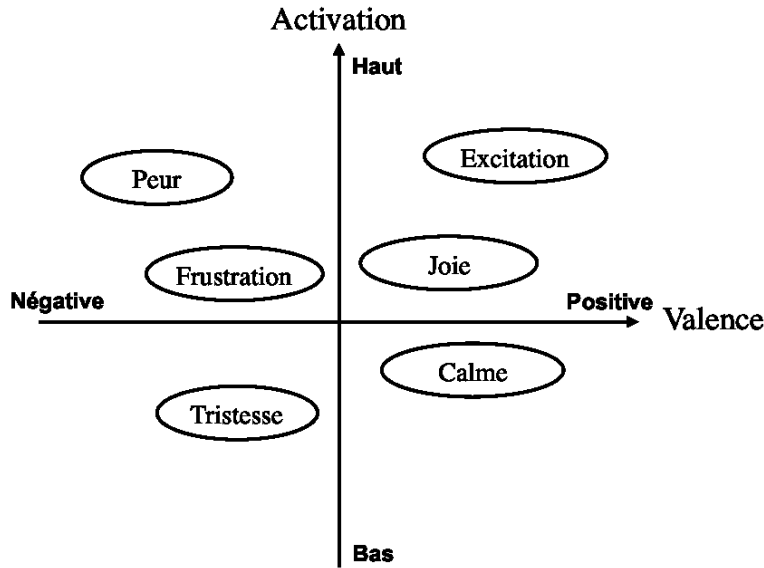 Activation
Haut
Excitation
Peur
Joie
Frustration
Négative
Positive
Valence
Calme
Tristesse
Bas